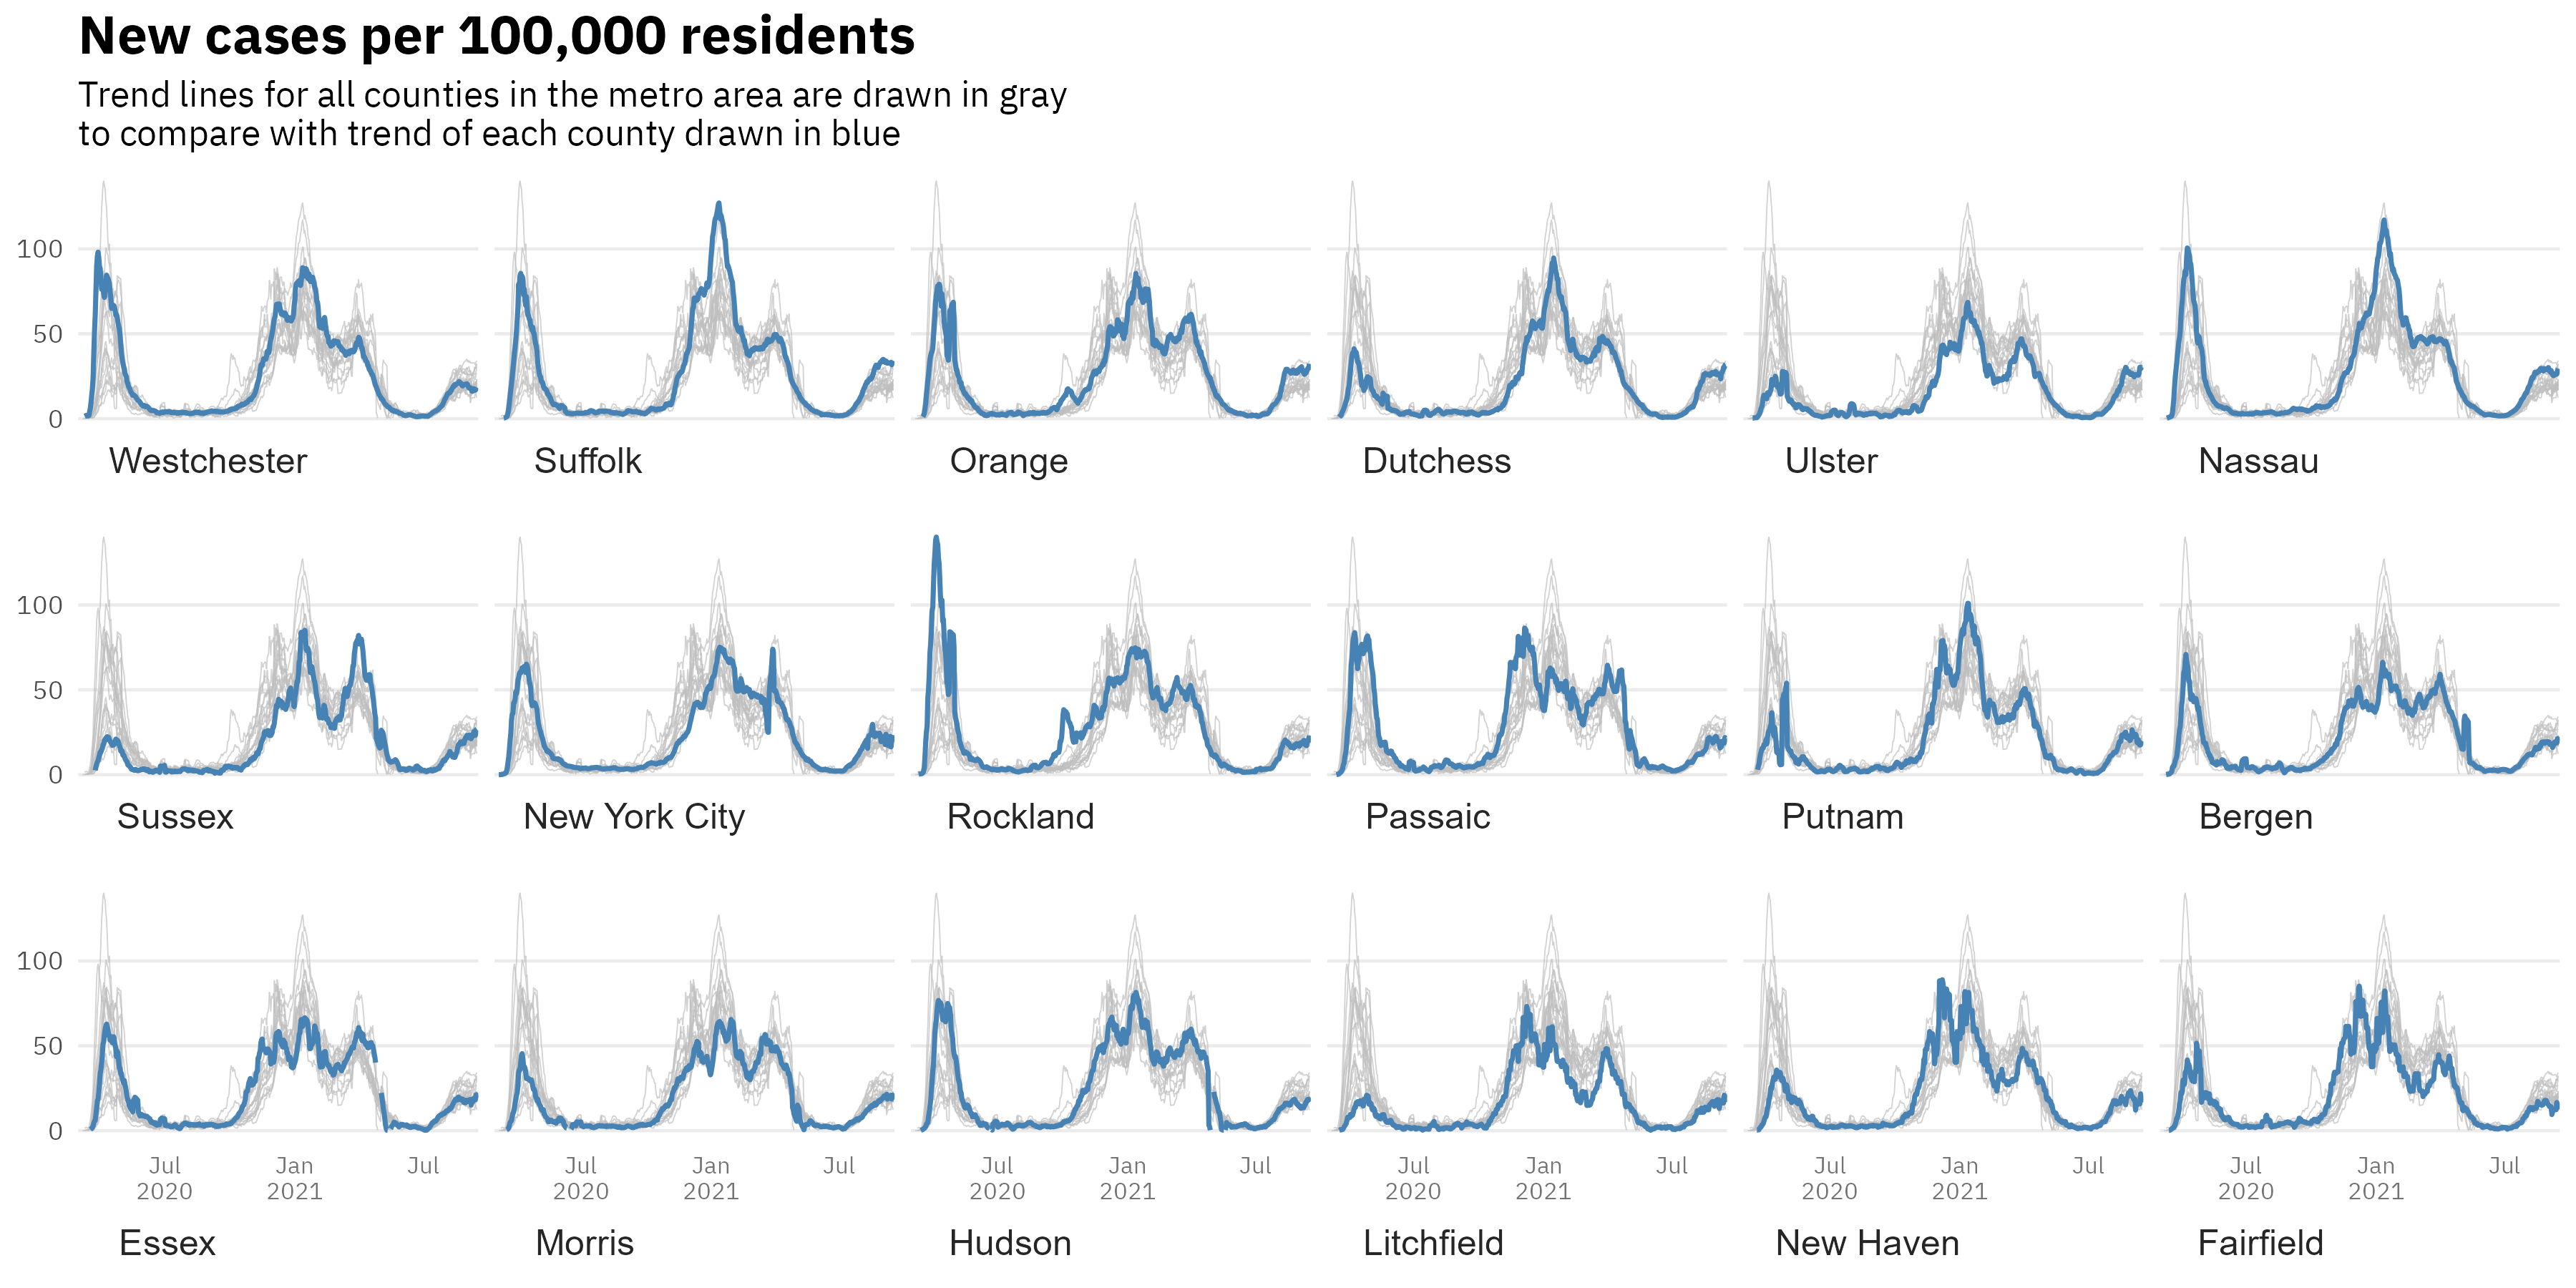 New cases per 100,000 residents
Trend lines for all counties in the metro area are drawn in gray
to compare with trend of each county drawn in blue
100
50
0
Westchester
Suffolk
Orange
Dutchess
Ulster
Nassau
100
50
0
Sussex
New York City
Rockland
Passaic
Putnam
Bergen
100
50
0
Jul
2020
Jan
2021
Jul
Jul
2020
Jan
2021
Jul
Jul
2020
Jan
2021
Jul
Jul
2020
Jan
2021
Jul
Jul
2020
Jan
2021
Jul
Jul
2020
Jan
2021
Jul
Essex
Morris
Hudson
Litchfield
New Haven
Fairfield